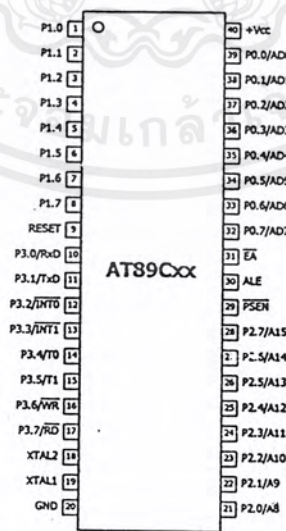 P1.0 1 40 +Vcc
P1.1 2 39 P0.0/AD0
P1.2 3 38 P0.1/AD1
P1.3 4 37 P0.2/AD2
P1.4 5 36 P0.3/AD3
P1.5 6 35 P0.4/AD4
P1.6 7 34 P0.5/AD5
P1.7 8 33 P0.6/AD6
RESET 9 32 P0.7/AD7
P3.0/RxD 10 31 EA
P3.1/TxD 11 30 ALE
AT89Cxx
P3.2/INT0 12 29 PSEN
P3.3/INT1 13 28 P2.7/A15
P3.4/T0 14 P2.6/A14
P3.5/T1 15 26 P2.5/A13
P3.6/WR 16 25 P2.4/A12
P3.7/RD 17 24 P2.3/A11
XTAL2 18 23 P2.2/A10
XTAL1 19 22 P2.1/A9
GND 20 21 P2.0/A8